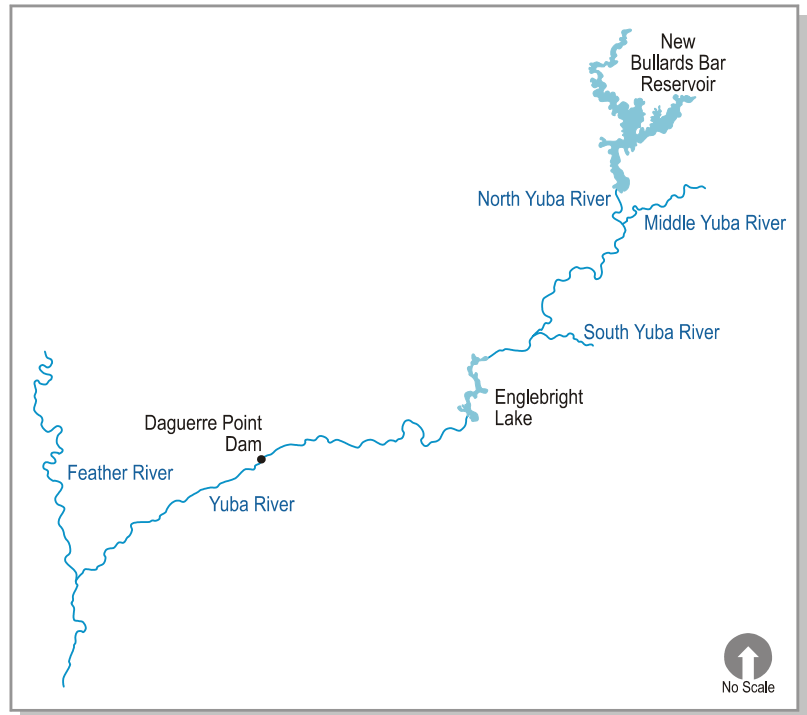 New
Bullards Bar
Reservoir
North Yuba River
Middle Yuba River
South Yuba River
Englebright
Lake
Daguerre Point
Dam
Feather River
Yuba River
No Scale